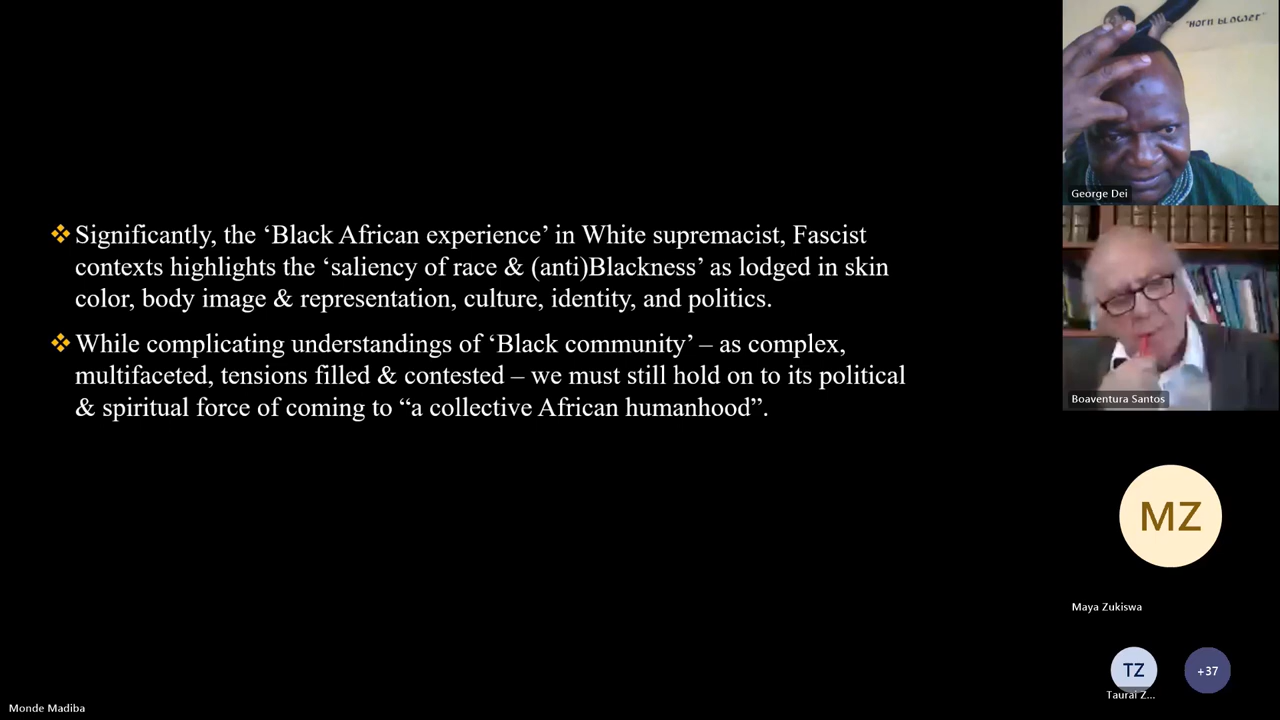 Significantly, the ‘Black African experience’ in White supremacist, Fascist
contexts highlights the ‘saliency of race & (anti)Blackness’ as lodged in skin
color, body image & representation, culture, identity, and politics.
While complicating understandings of ‘Black community’ – as complex,
multifaceted, tensions filled & contested – we must still hold on to its political
& spiritual force of coming to “a collective African humanhood”.
"HORN BLOWER"
George Dei
Boaventura Santos
MZ
Maya Zukiswa
TZ
+37
Taurai Z...
Monde Madiba